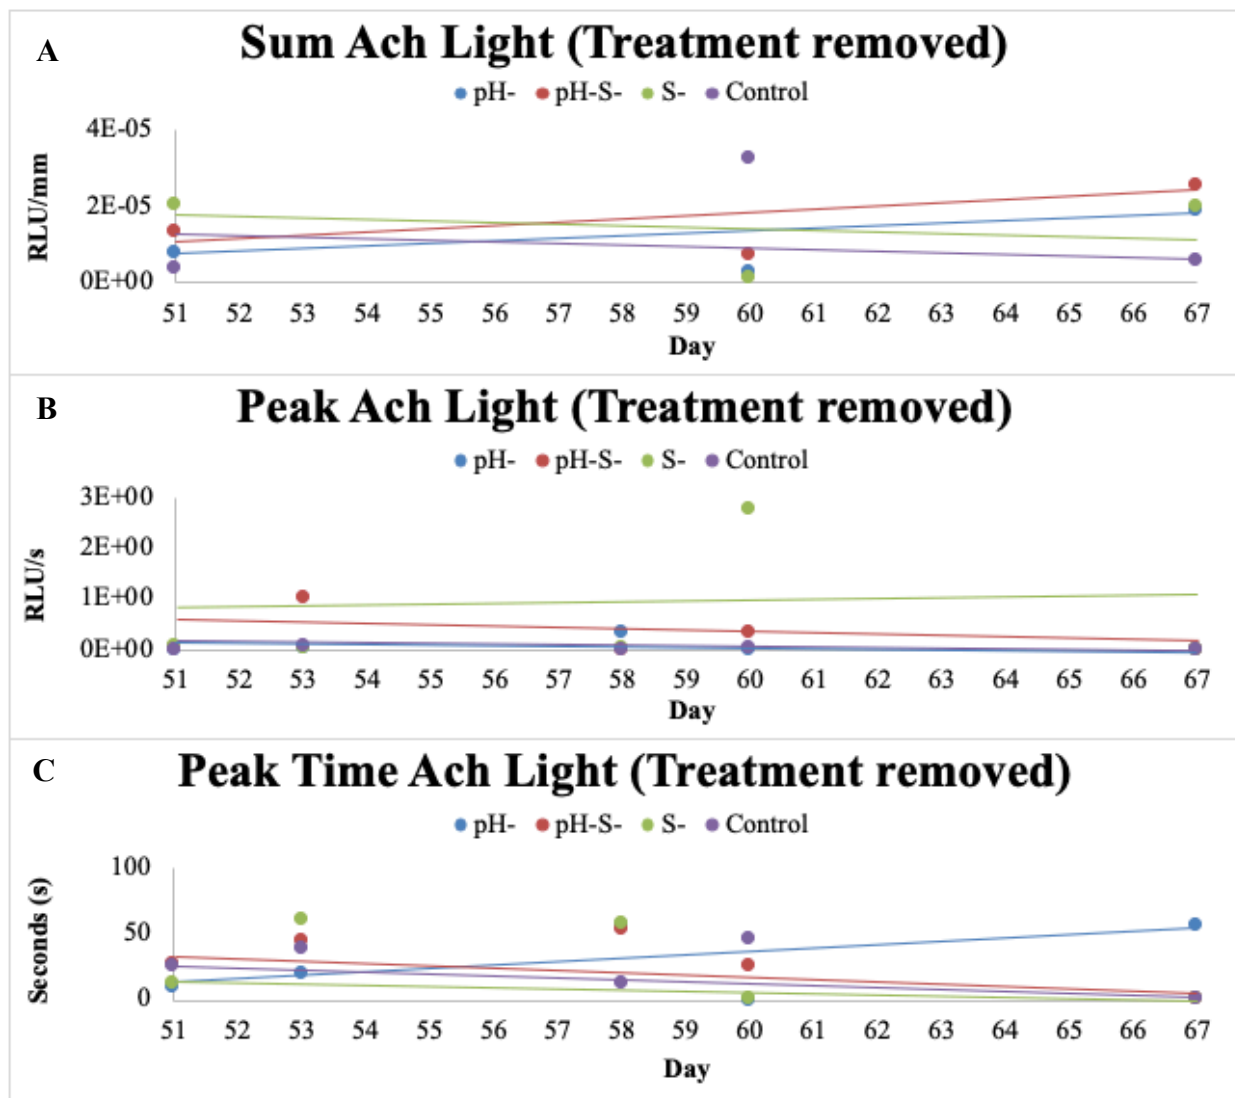 A
Sum Ach Light (Treatment removed)
pH- pH-S- S- Control
RLU/mm
4E-05
2E-05
0E+00
51 52 53 54 55 56 57 58 59 60 61 62 63 64 65 66 67
Day
B
Peak Ach Light (Treatment removed)
pH- pH-S- S- Control
RLU/s
3E+00
2E+00
1E+00
0E+00
51 52 53 54 55 56 57 58 59 60 61 62 63 64 65 66 67
Day
C
Peak Time Ach Light (Treatment removed)
pH- pH-S- S- Control
Seconds (s)
100
50
0
51 52 53 54 55 56 57 58 59 60 61 62 63 64 65 66 67
Day